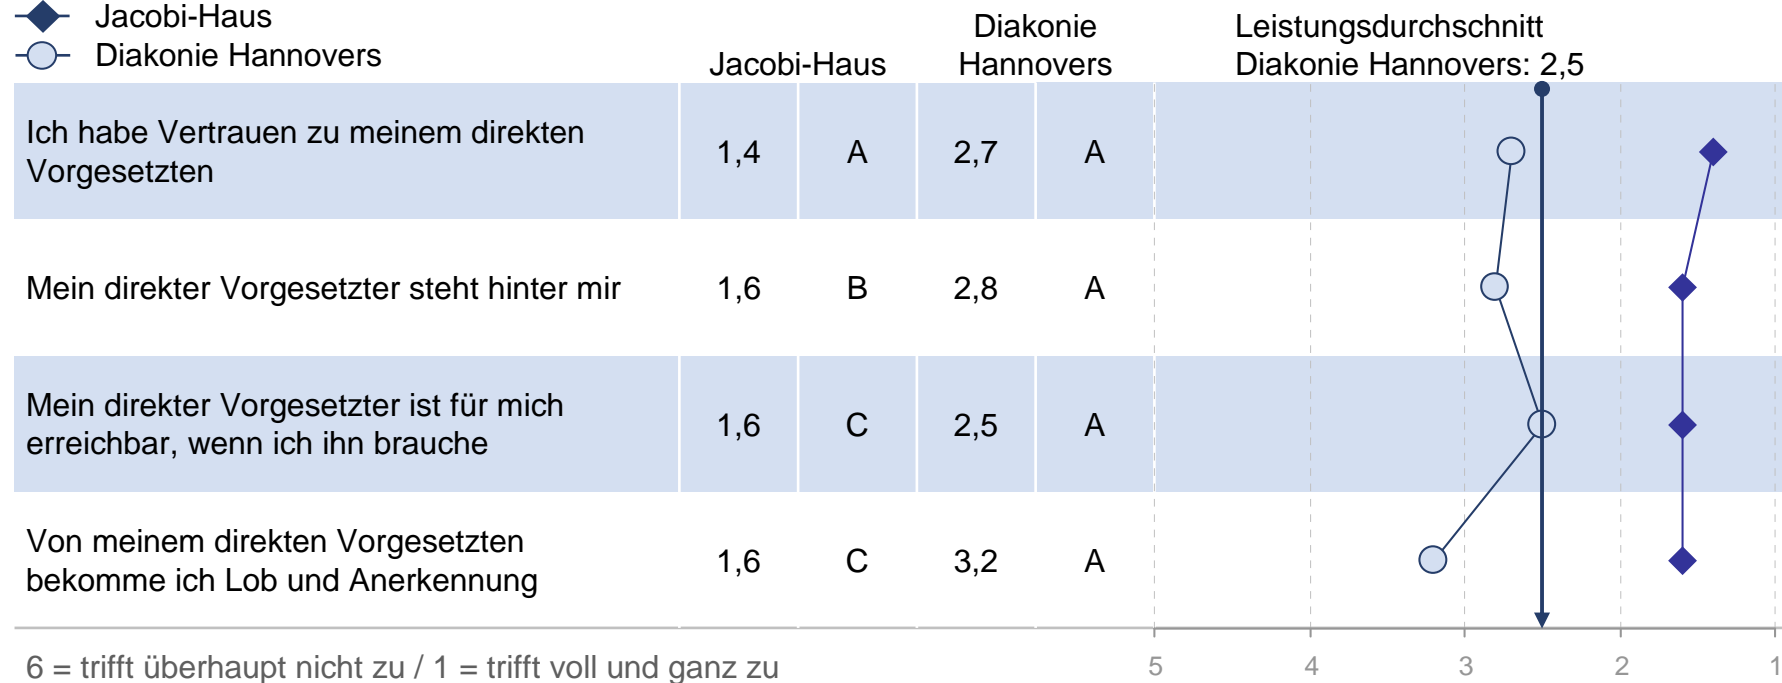 Jacobi-Haus
Diakonie Hannovers
Jacobi-Haus
Diakonie
Hannovers
Leistungsdurchschnitt
Diakonie Hannovers: 2,5
Ich habe Vertrauen zu meinem direkten
Vorgesetzten
1,4 A 2,7 A
Mein direkter Vorgesetzter steht hinter mir
1,6 B 2,8 A
Mein direkter Vorgesetzter ist für mich
erreichbar, wenn ich ihn brauche
1,6 C 2,5 A
Von meinem direkten Vorgesetzten
bekomme ich Lob und Anerkennung
1,6 C 3,2 A
6 = trifft überhaupt nicht zu / 1 = trifft voll und ganz zu
5 4 3 2 1